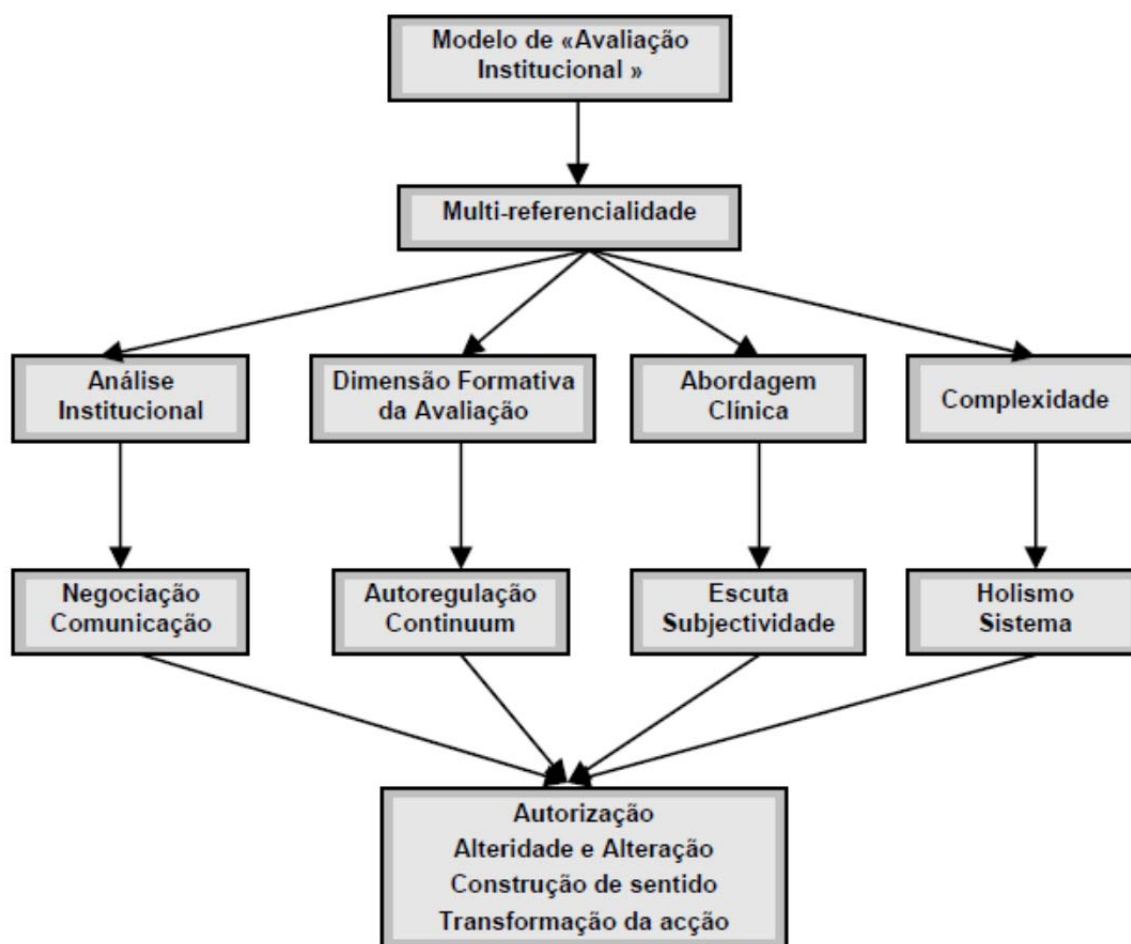 Modelo de «Avaliação
Institucional »
Multi-referencialidade
Análise
Institucional
Dimensão Formativa
da Avaliação
Abordagem
Clínica
Complexidade
Negociação
Comunicação
Autoregulação
Continuum
Escuta
Subjectividade
Holismo
Sistema
Autorização
Alteridade e Alteração
Construção de sentido
Transformação da acção